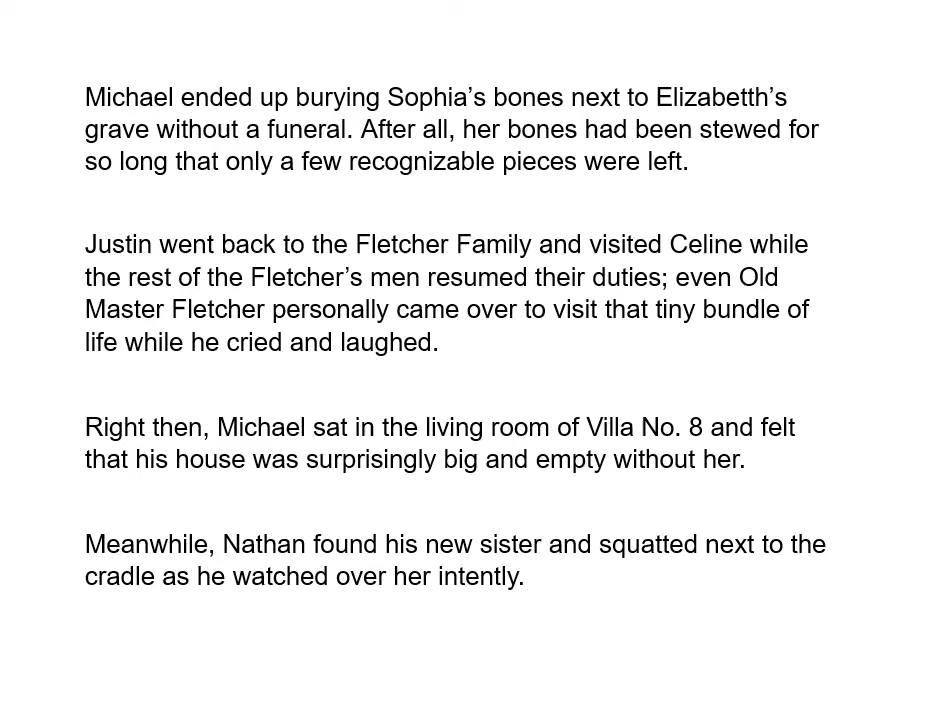 Michael ended up burying Sophia’s bones next to Elizabetth’s
grave without a funeral. After all, her bones had been stewed for
so long that only a few recognizable pieces were left.
Justin went back to the Fletcher Family and visited Celine while
the rest of the Fletcher’s men resumed their duties; even Old
Master Fletcher personally came over to visit that tiny bundle of
life while he cried and laughed.
Right then, Michael sat in the living room of Villa No. 8 and felt
that his house was surprisingly big and empty without her.
Meanwhile, Nathan found his new sister and squatted next to the
cradle as he watched over her intently.